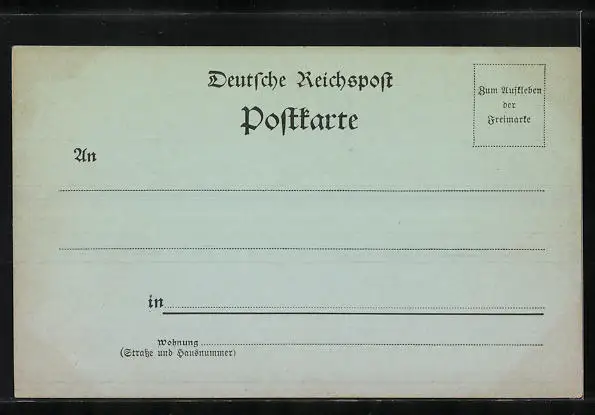 Deutſche Reichspoſt
Poſtkarte
Zum Aufkleben
der
Freimarke
An
in
Wohnung
(Straße und Hausnummer)